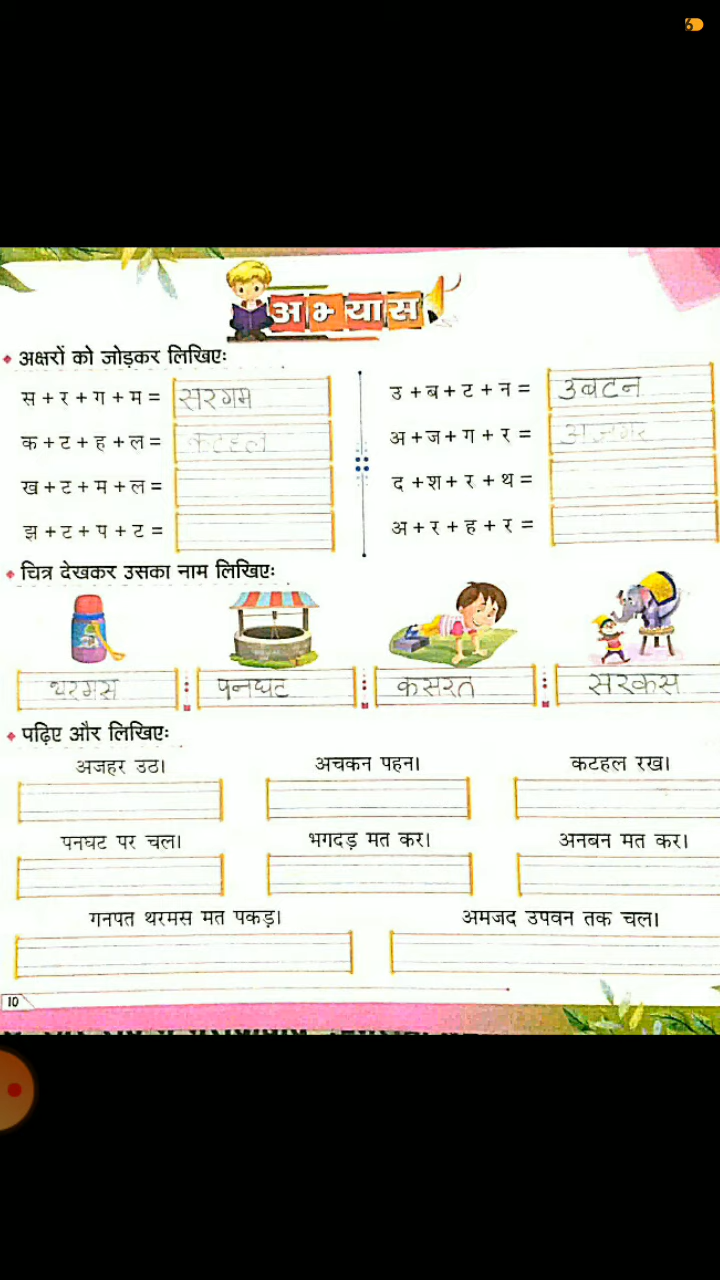 6
अभ्यास
अक्षरों को जोड़कर लिखिएः
स + र + ग + म = सरगम
उ + ब + ट + न = उबटन
क + ट + ह + ल = कटहल
अ + ज + ग + र = अजगर
ख + ट + म + ल =
द + श + र + थ =
झ + ट + प + ट =
अ + र + ह + र =
चित्र देखकर उसका नाम लिखिएः
थरमस पनघट कसरत सरकस
पढ़िए और लिखिएः
अजहर उठ। अचकन पहन। कटहल रख।
पनघट पर चल। भगदड़ मत कर। अनबन मत कर।
गनपत थरमस मत पकड़। अमजद उपवन तक चल।
10